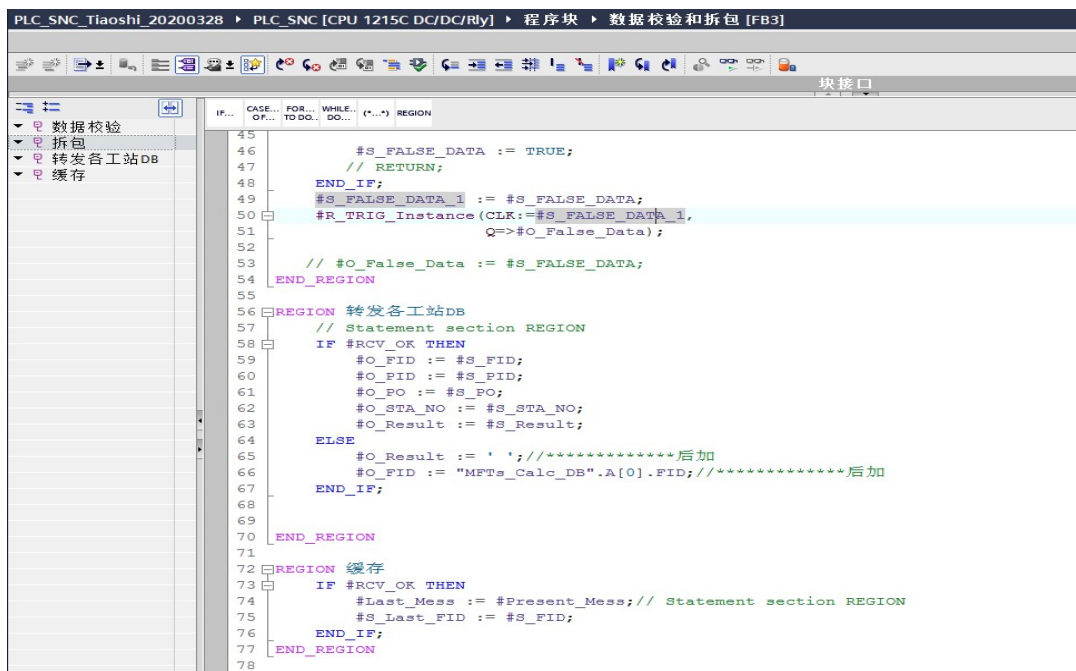 PLC_SNC_Tiaoshi_20200328 ▸ PLC_SNC [CPU 1215C DC/DC/Rly] ▸ 程序块 ▸ 数据校验和拆包 [FB3]
块接口
IF... CASE... OF... FOR... TO DO... WHILE... DO... (*...*) REGION
数据校验
拆包
转发各工站DB
缓存
45
46 #S_FALSE_DATA := TRUE;
47 // RETURN;
48 END_IF;
49 #S_FALSE_DATA_1 := #S_FALSE_DATA;
50 #R_TRIG_Instance(CLK:=#S_FALSE_DATA_1,
51 Q=>#O_False_Data);
52
53 // #O_False_Data := #S_FALSE_DATA;
54 END_REGION
55
56 REGION 转发各工站DB
57 // Statement section REGION
58 IF #RCV_OK THEN
59 #O_FID := #S_FID;
60 #O_PID := #S_PID;
61 #O_PO := #S_PO;
62 #O_STA_NO := #S_STA_NO;
63 #O_Result := #S_Result;
64 ELSE
65 #O_Result := ' ';//*************后加
66 #O_FID := "MFTs_Calc_DB".A[0].FID;//*************后加
67 END_IF;
68
69
70 END_REGION
71
72 REGION 缓存
73 IF #RCV_OK THEN
74 #Last_Mess := #Present_Mess;// Statement section REGION
75 #S_Last_FID := #S_FID;
76 END_IF;
77 END_REGION
78